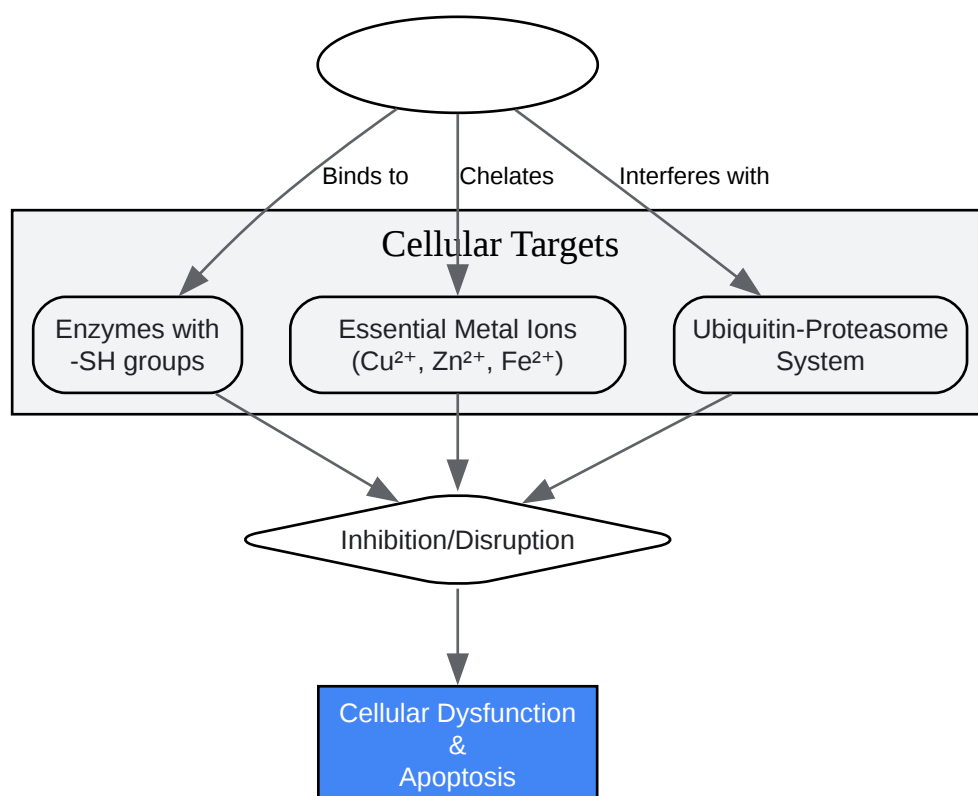 Binds to
Chelates
Interferes with
Cellular Targets
Enzymes with
-SH groups
Essential Metal Ions
(Cu²⁺, Zn²⁺, Fe²⁺)
Ubiquitin-Proteasome
System
Inhibition/Disruption
Cellular Dysfunction
&
Apoptosis